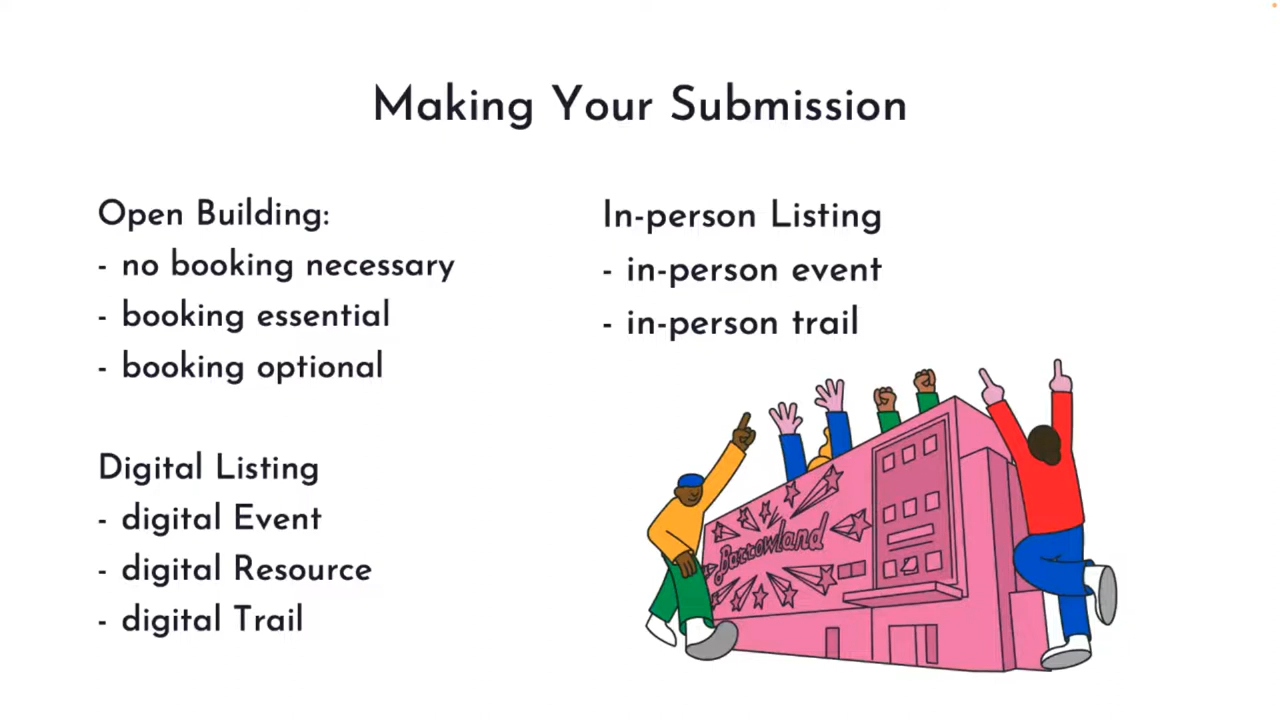 Making Your Submission
Open Building:
- no booking necessary
- booking essential
- booking optional
Digital Listing
- digital Event
- digital Resource
- digital Trail
In-person Listing
- in-person event
- in-person trail
Barrowland